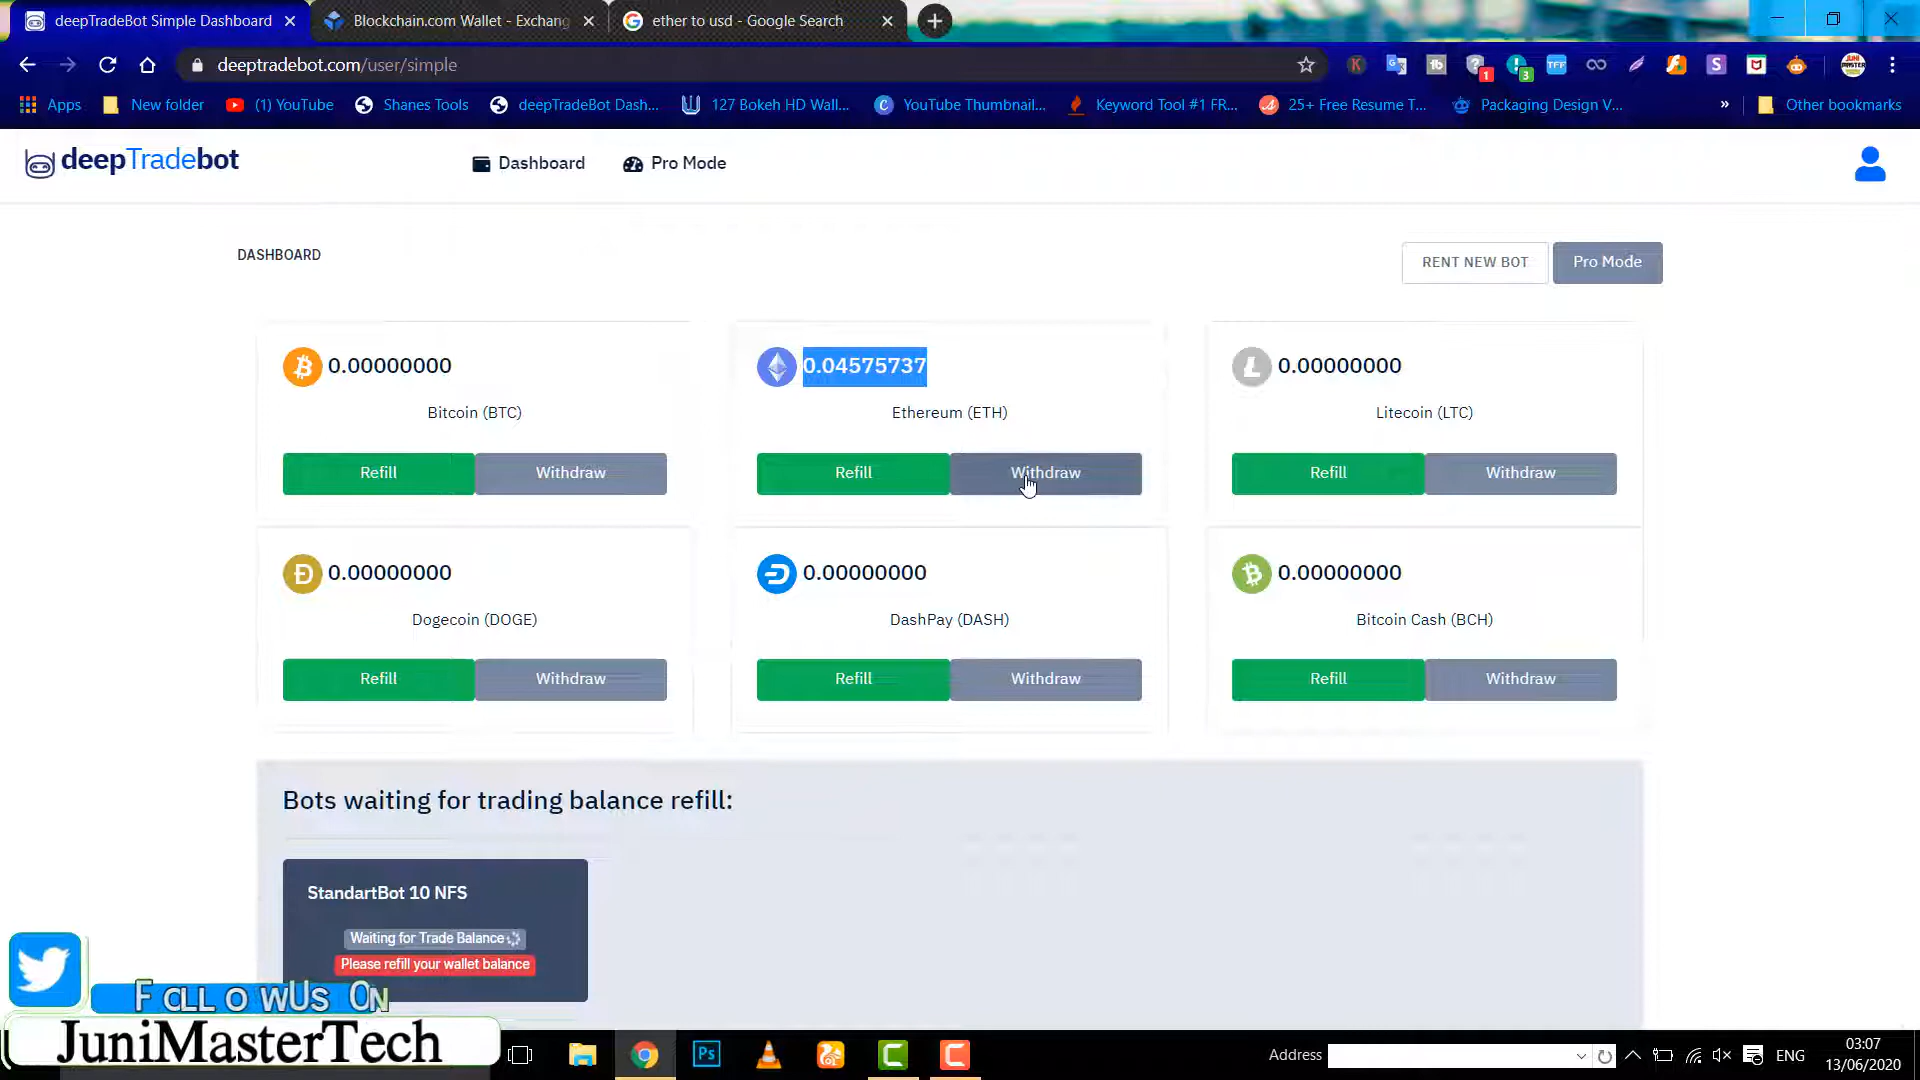 deepTradeBot Simple Dashboard
Blockchain.com Wallet - Exchang
ether to usd - Google Search
deeptradebot.com/user/simple
Apps
New folder
(1) YouTube
Shanes Tools
deepTradeBot Dash...
127 Bokeh HD Wall...
YouTube Thumbnail...
Keyword Tool #1 FR...
25+ Free Resume T...
Packaging Design V...
»
Other bookmarks
deepTradebot
Dashboard
Pro Mode
DASHBOARD
RENT NEW BOT
Pro Mode
0.00000000
Bitcoin (BTC)
Refill
Withdraw
0.04575737
Ethereum (ETH)
Refill
Withdraw
0.00000000
Litecoin (LTC)
Refill
Withdraw
0.00000000
Dogecoin (DOGE)
Refill
Withdraw
0.00000000
DashPay (DASH)
Refill
Withdraw
0.00000000
Bitcoin Cash (BCH)
Refill
Withdraw
Bots waiting for trading balance refill:
StandartBot 10 NFS
Waiting for Trade Balance
Please refill your wallet balance
FOLLOW US ON
JuniMasterTech
Address
ENG
03:07
13/06/2020